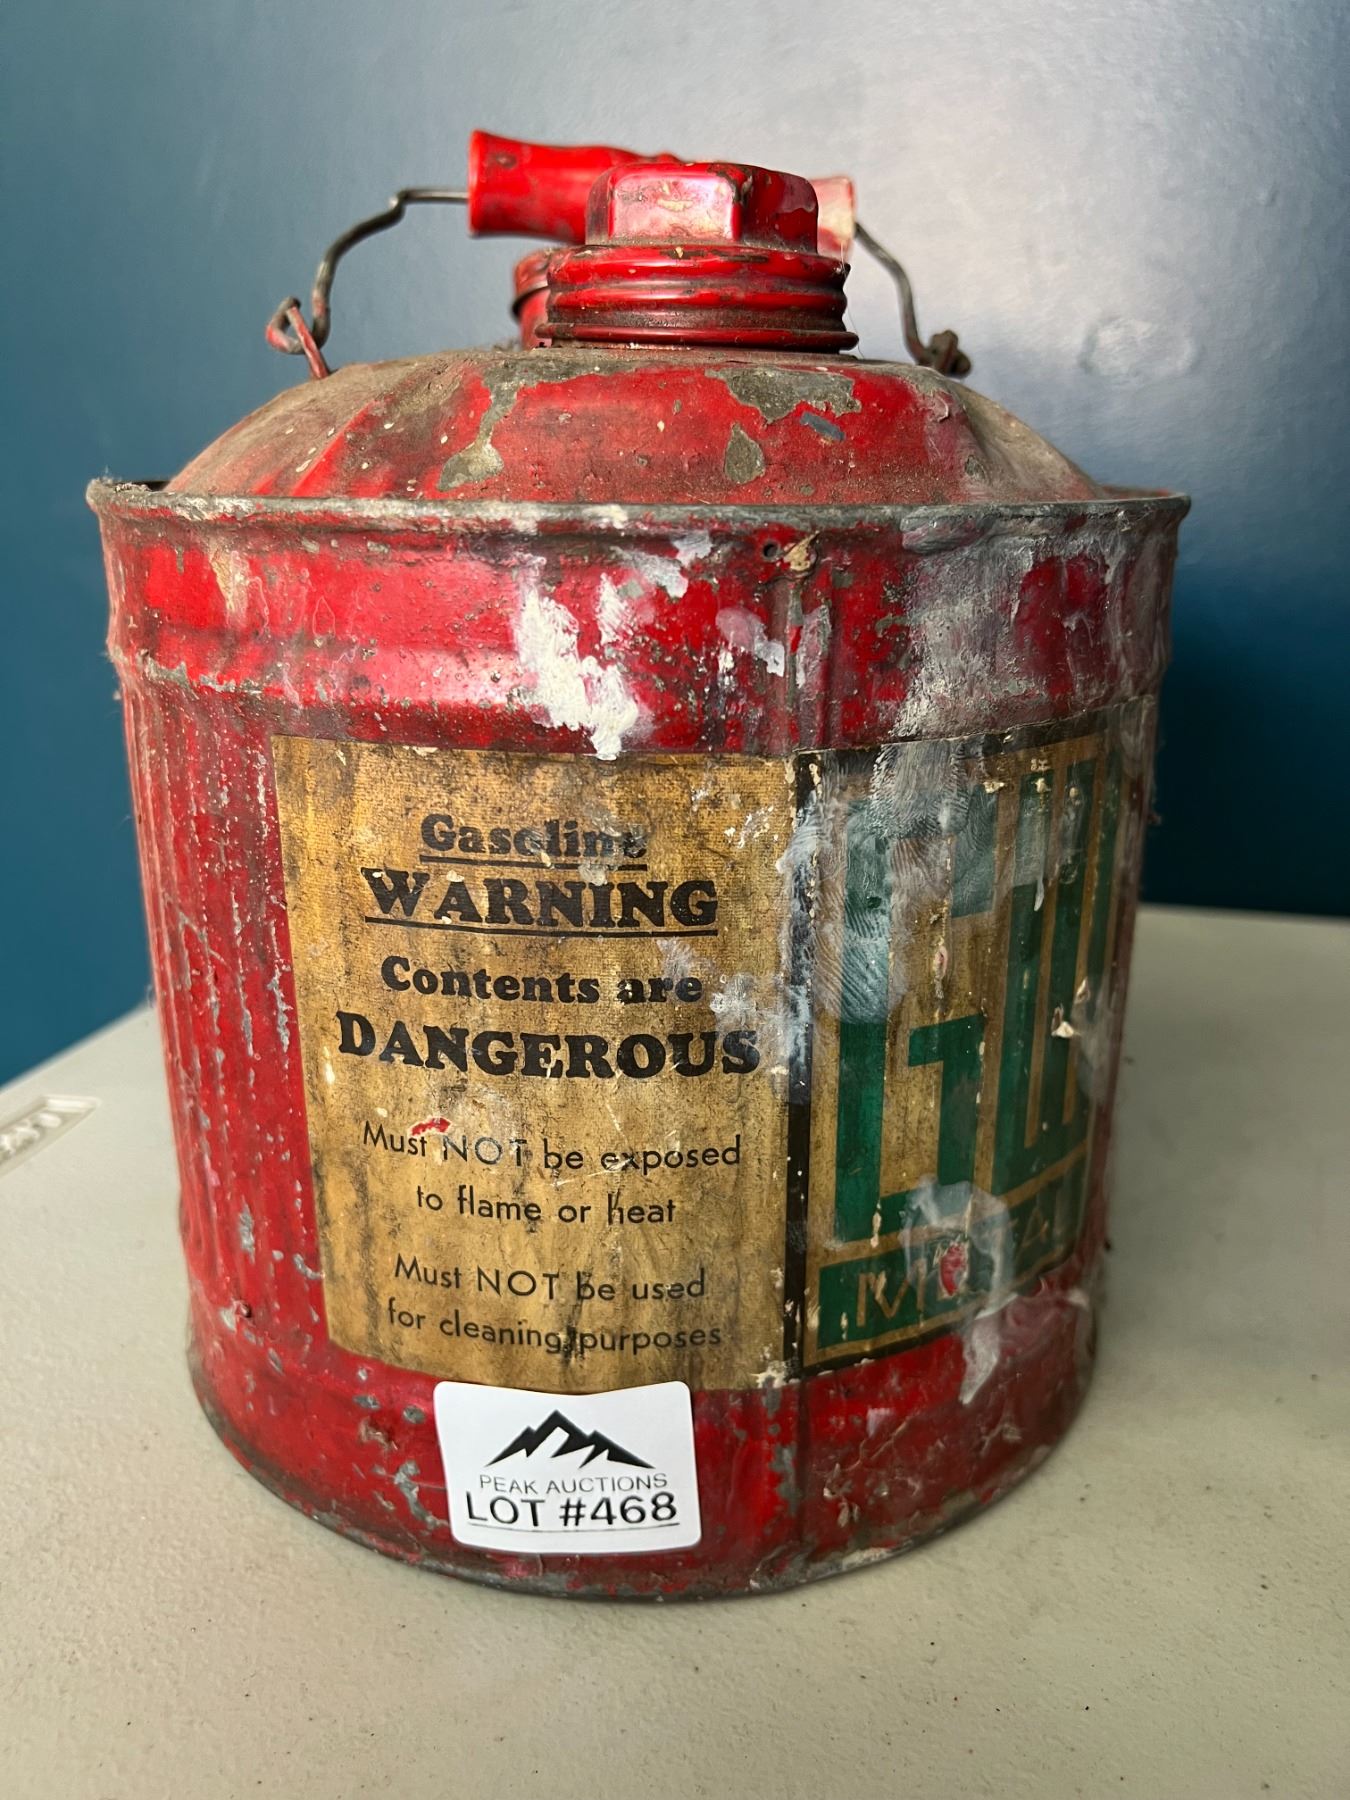 Gasoline
WARNING
Contents are
DANGEROUS
Must NOT be exposed
to flame or heat
Must NOT be used
for cleaning purposes
G
PEAK AUCTIONS
LOT #468